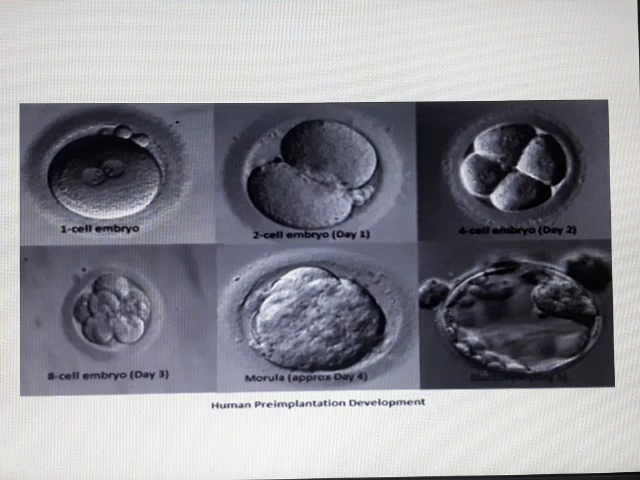 1-cell embryo
2-cell embryo (Day 1)
4-cell embryo (Day 2)
8-cell embryo (Day 3)
Morula (approx Day 4)
Human Preimplantation Development